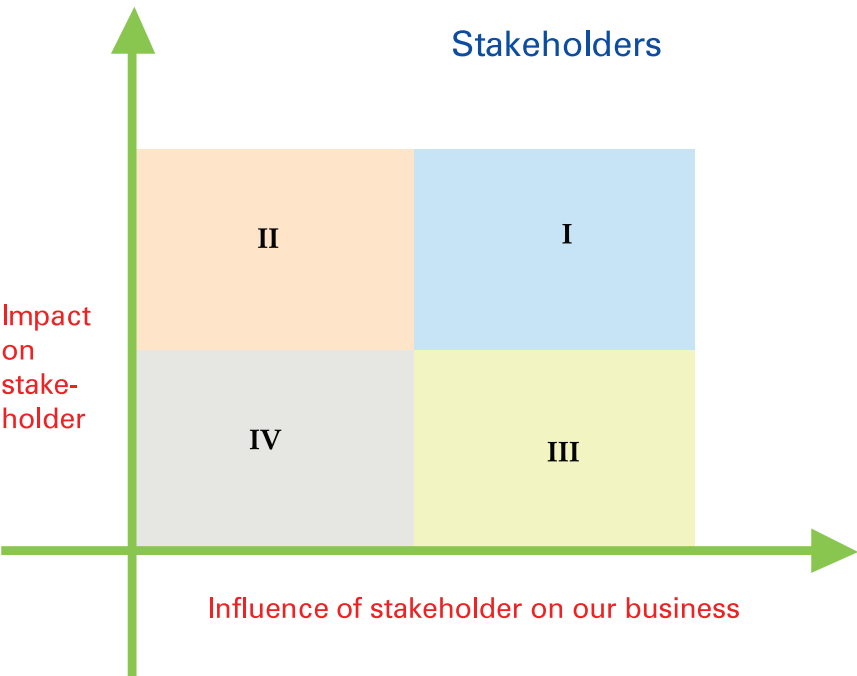 Stakeholders
II
I
Impact
on
stake-
holder
IV
III
Influence of stakeholder on our business